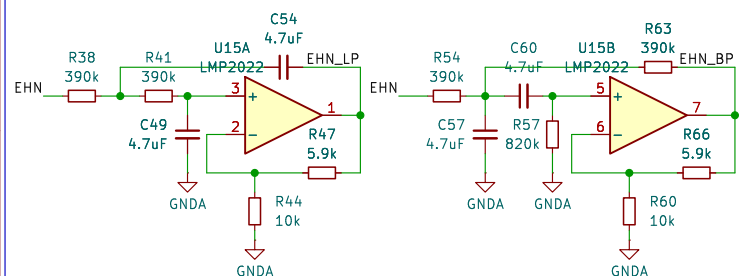 C54
4.7uF
R38
390k
R41
390k
U15A
LMP2022
EHN_LP
EHN
3
+
2
−
1
C49
4.7uF
R47
5.9k
GNDA
R44
10k
GNDA
R63
390k
R54
390k
C60
4.7uF
U15B
LMP2022
EHN_BP
EHN
5
+
6
−
7
C57
4.7uF
R57
820k
R66
5.9k
GNDA
GNDA
R60
10k
GNDA